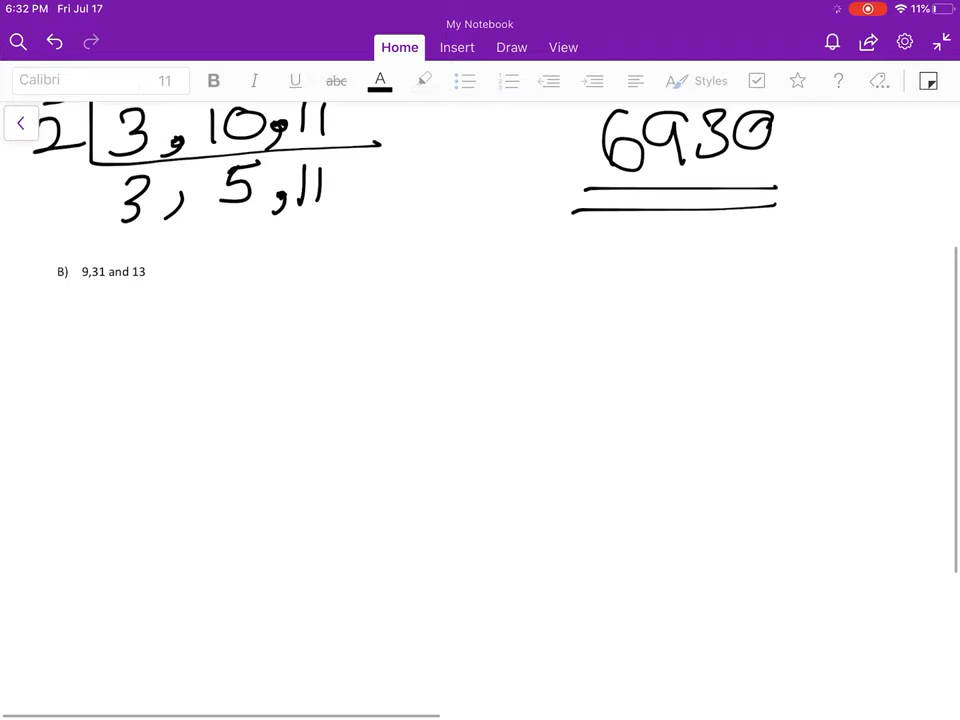 6:32 PM Fri Jul 17
11%
My Notebook
Home Insert Draw View
Calibri 11 B I U abc A Styles ?
2 3 , 10 , 11
3 , 5 , 11
6930
B) 9,31 and 13